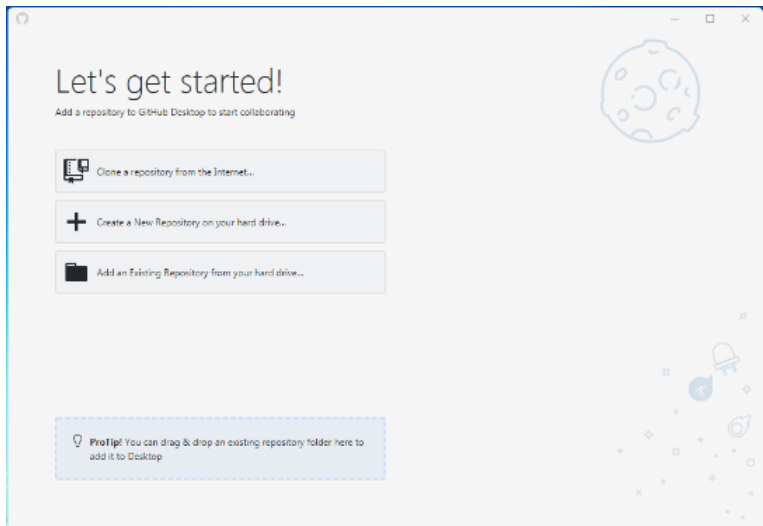 Let's get started!
Add a repository to GitHub Desktop to start collaborating
Clone a repository from the Internet...
Create a New Repository on your hard drive...
Add an Existing Repository from your hard drive...
ProTip! You can drag & drop an existing repository folder here to
add it to Desktop